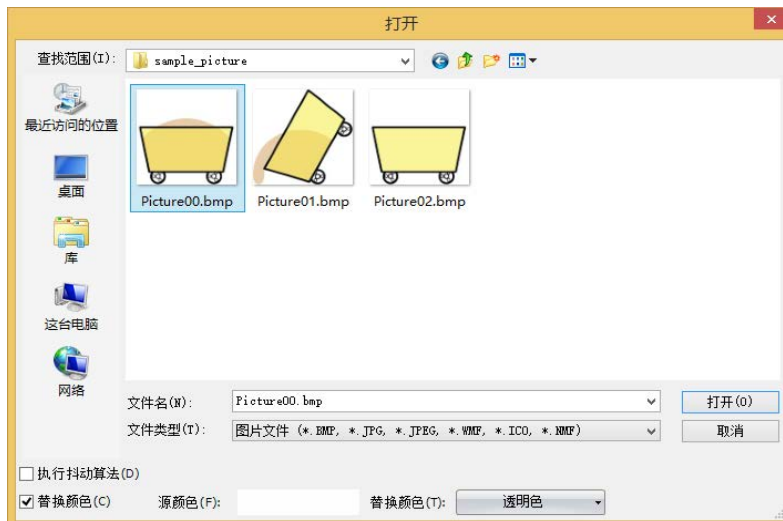 打开
查找范围(I):
sample_picture
最近访问的位置
桌面
库
这台电脑
网络
Picture00.bmp
Picture01.bmp
Picture02.bmp
文件名(N):
Picture00.bmp
打开(O)
文件类型(T):
图片文件 (*.BMP, *.JPG, *.JPEG, *.WMF, *.ICO, *.NMF)
取消
执行抖动算法(D)
替换颜色(C)
源颜色(F):
替换颜色(T):
透明色